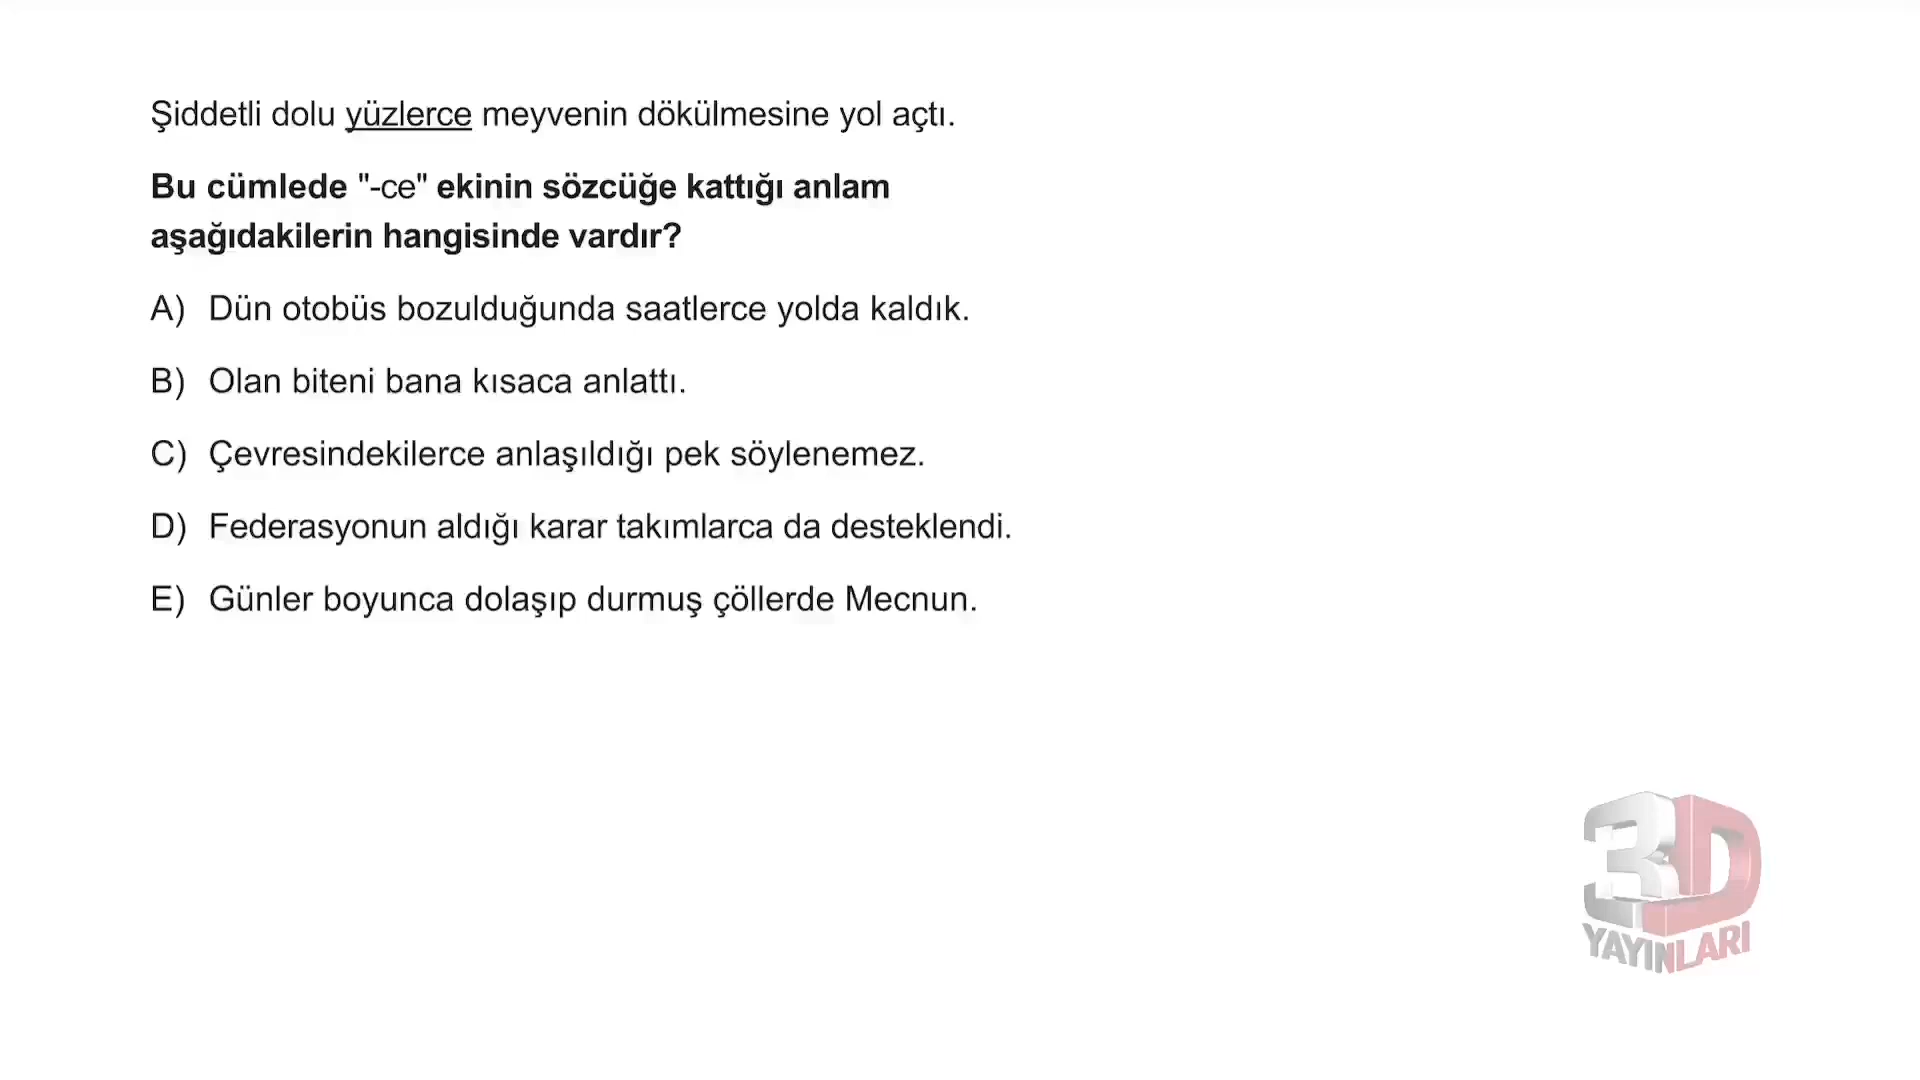 Şiddetli dolu yüzlerce meyvenin dökülmesine yol açtı.
Bu cümlede "-ce" ekinin sözcüğe kattığı anlam
aşağıdakilerin hangisinde vardır?
A) Dün otobüs bozulduğunda saatlerce yolda kaldık.
B) Olan biteni bana kısaca anlattı.
C) Çevresindekilerce anlaşıldığı pek söylenemez.
D) Federasyonun aldığı karar takımlarca da desteklendi.
E) Günler boyunca dolaşıp durmuş çöllerde Mecnun.
3D
YAYINLARI